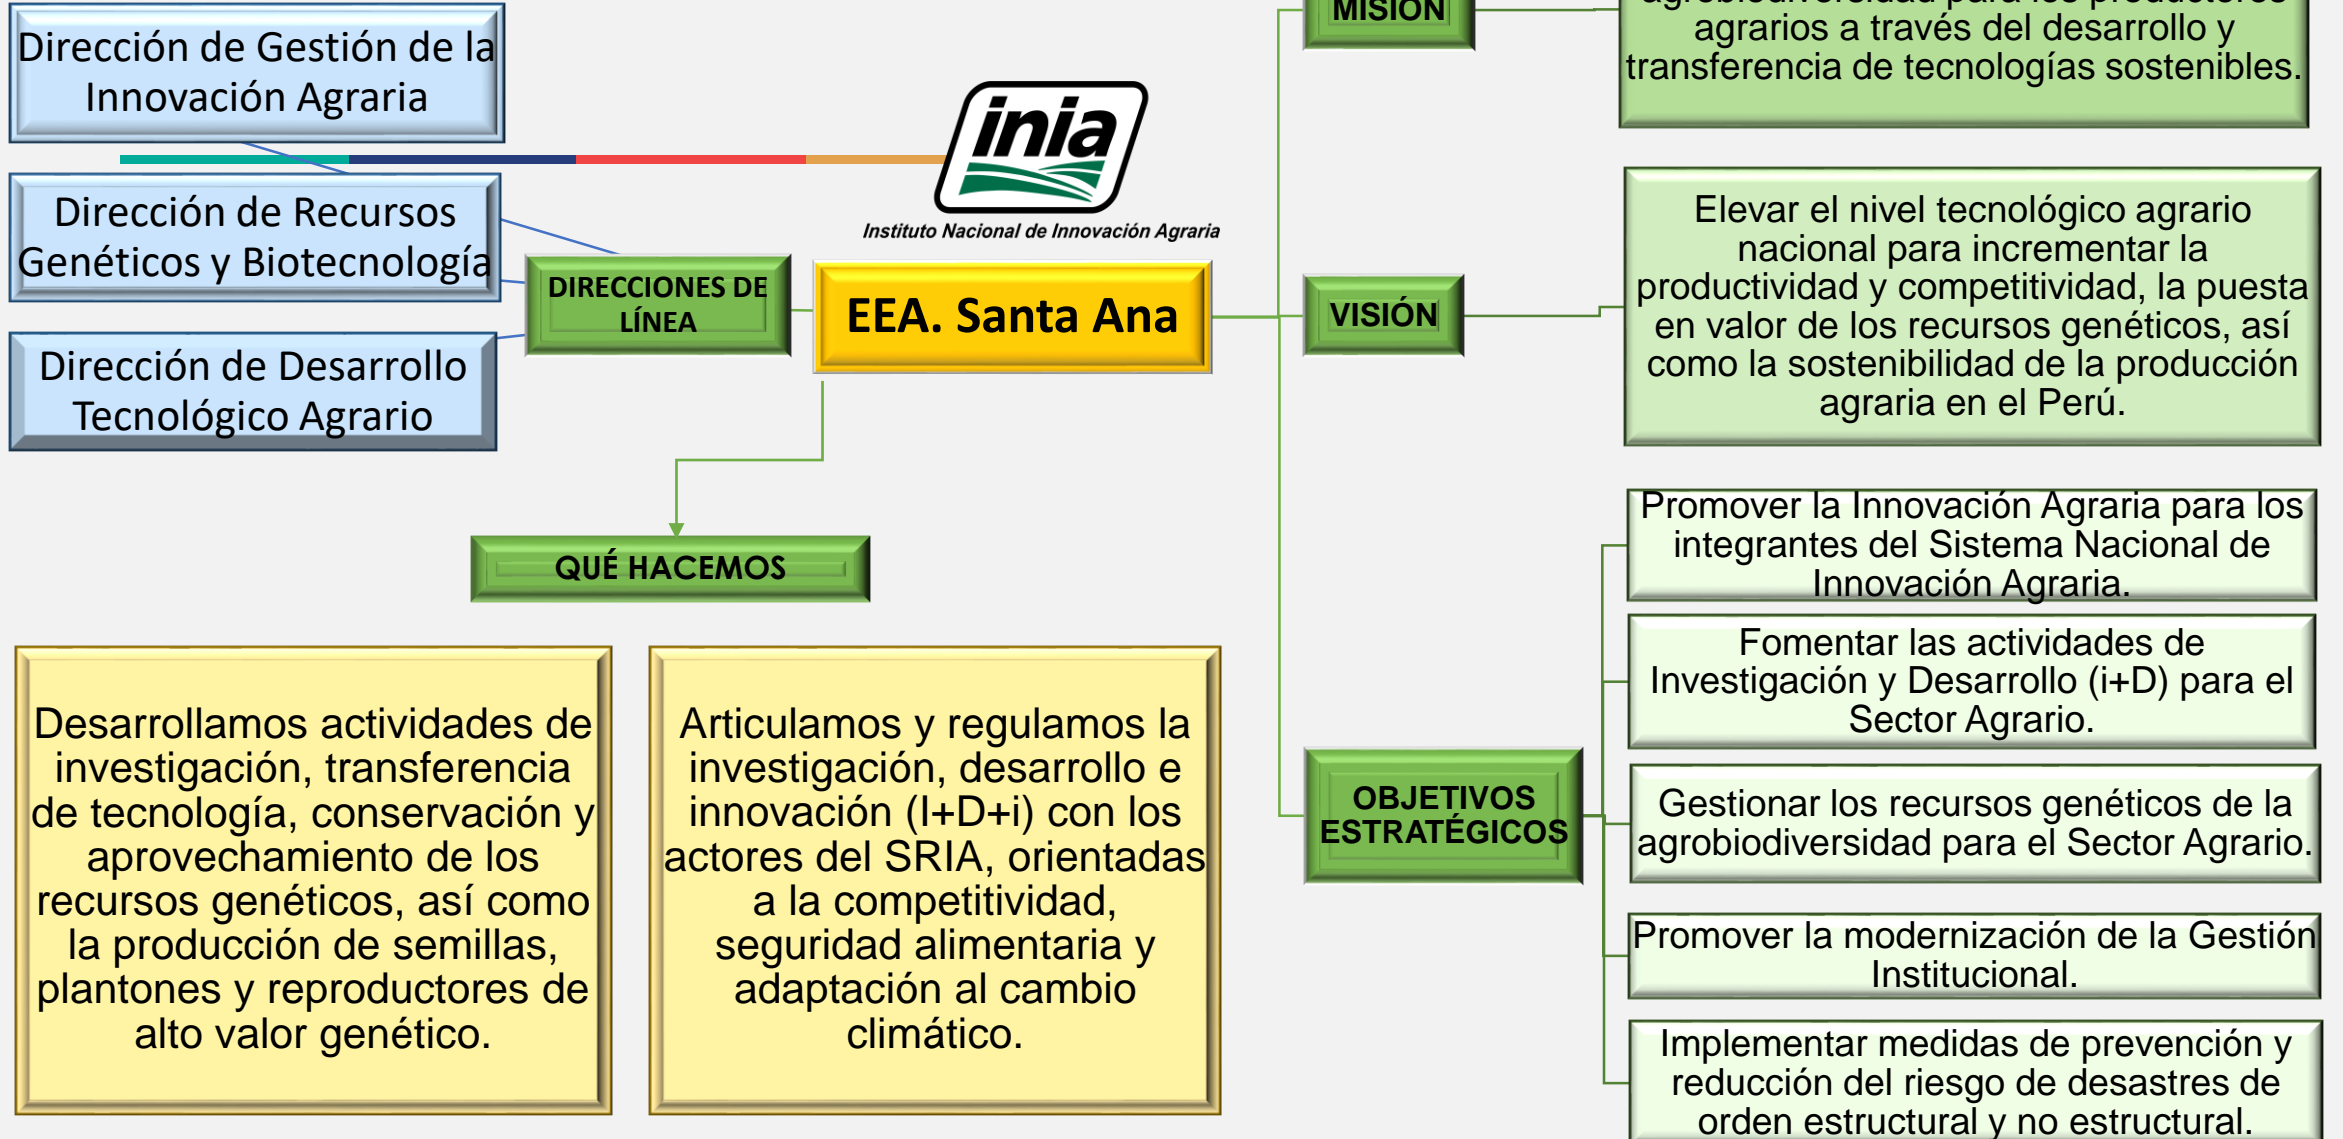 Dirección de Gestión de la
Innovación Agraria
Dirección de Recursos
Genéticos y Biotecnología
Dirección de Desarrollo
Tecnológico Agrario
DIRECCIONES DE
LÍNEA
inia
Instituto Nacional de Innovación Agraria
EEA. Santa Ana
MISIÓN
agrobiodiversidad para los productores
agrarios a través del desarrollo y
transferencia de tecnologías sostenibles.
VISIÓN
Elevar el nivel tecnológico agrario
nacional para incrementar la
productividad y competitividad, la puesta
en valor de los recursos genéticos, así
como la sostenibilidad de la producción
agraria en el Perú.
QUÉ HACEMOS
Desarrollamos actividades de
investigación, transferencia
de tecnología, conservación y
aprovechamiento de los
recursos genéticos, así como
la producción de semillas,
plantones y reproductores de
alto valor genético.
Articulamos y regulamos la
investigación, desarrollo e
innovación (I+D+i) con los
actores del SRIA, orientadas
a la competitividad,
seguridad alimentaria y
adaptación al cambio
climático.
OBJETIVOS
ESTRATÉGICOS
Promover la Innovación Agraria para los
integrantes del Sistema Nacional de
Innovación Agraria.
Fomentar las actividades de
Investigación y Desarrollo (i+D) para el
Sector Agrario.
Gestionar los recursos genéticos de la
agrobiodiversidad para el Sector Agrario.
Promover la modernización de la Gestión
Institucional.
Implementar medidas de prevención y
reducción del riesgo de desastres de
orden estructural y no estructural.